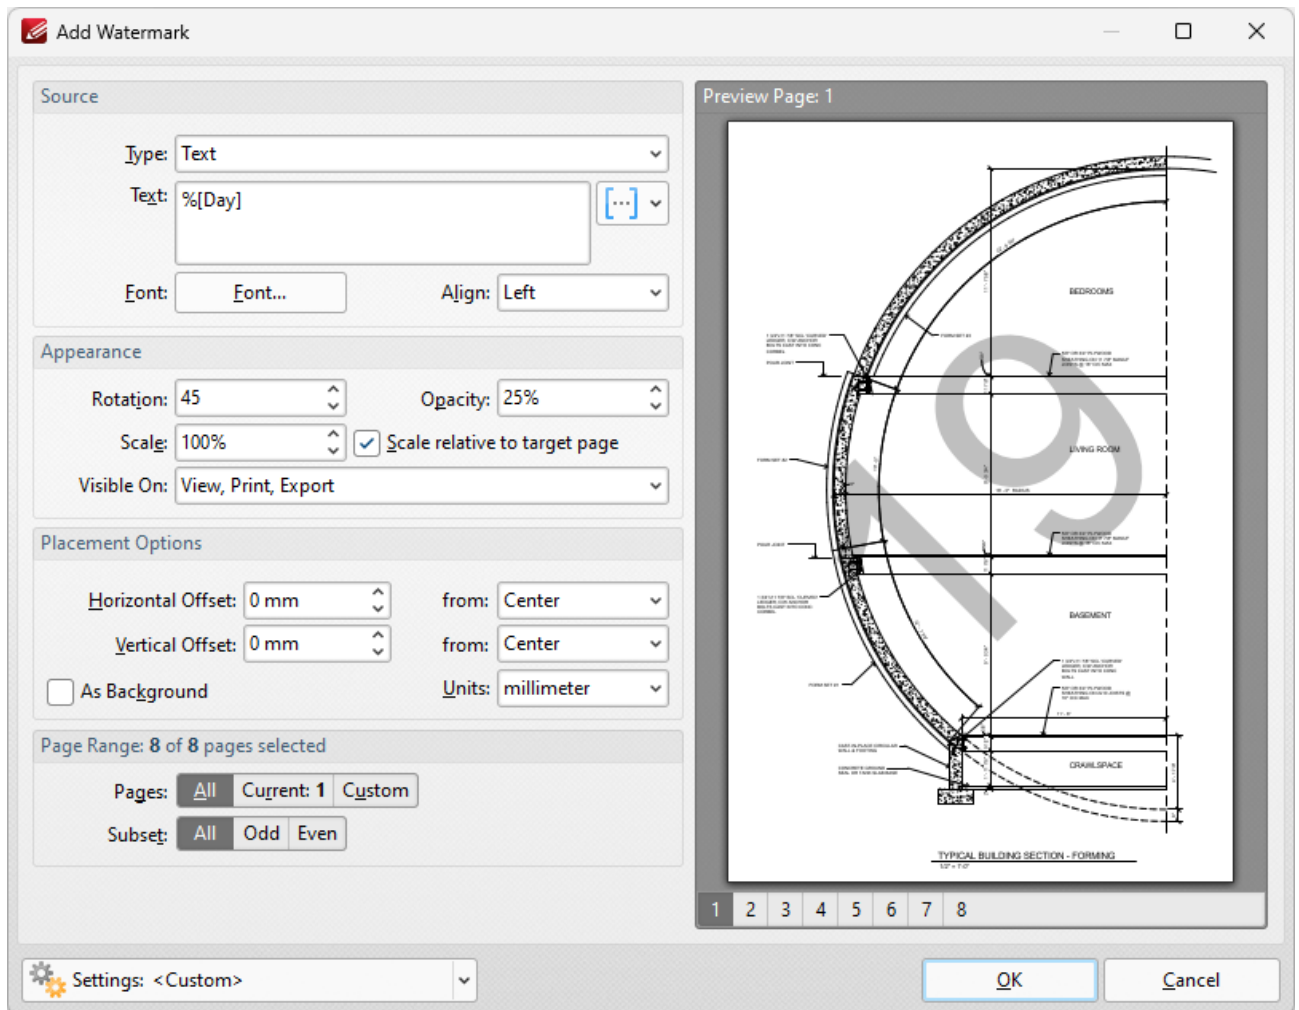 Add Watermark
Source
Type: Text
Text: %[Day]
[...]
Font: Font... Align: Left
Appearance
Rotation: 45 Opacity: 25%
Scale: 100% Scale relative to target page
Visible On: View, Print, Export
Placement Options
Horizontal Offset: 0 mm from: Center
Vertical Offset: 0 mm from: Center
As Background Units: millimeter
Page Range: 8 of 8 pages selected
Pages: All Current: 1 Custom
Subset: All Odd Even
Preview Page: 1
BEDROOMS
19
LIVING ROOM
BASEMENT
CRAWLSPACE
TYPICAL BUILDING SECTION - FORMING
1 2 3 4 5 6 7 8
Settings: <Custom> OK Cancel